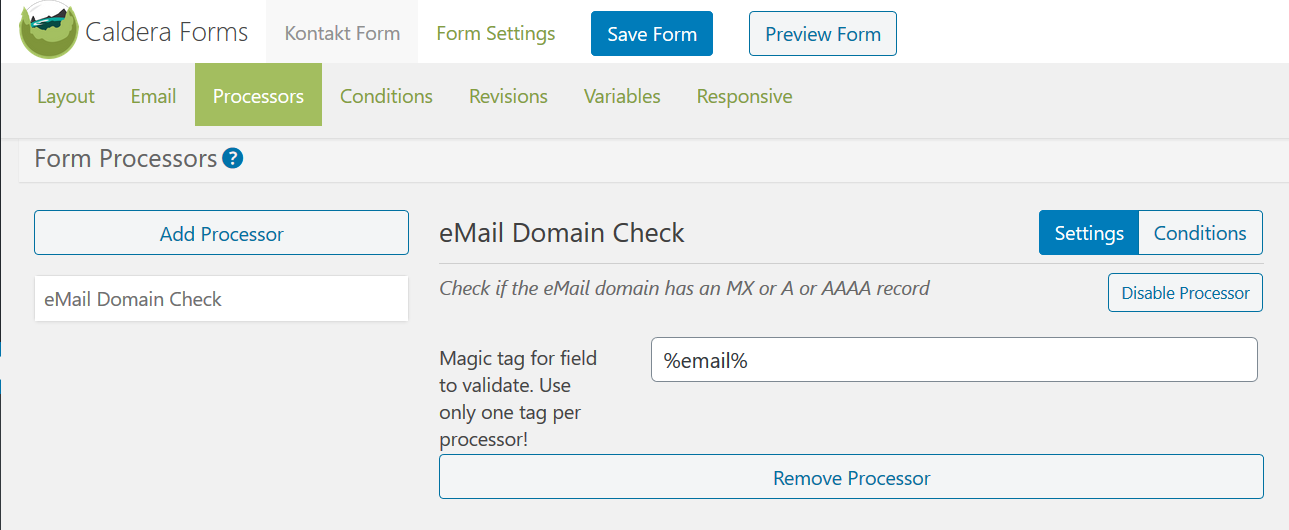 Caldera Forms Kontakt Form Form Settings Save Form Preview Form
Layout Email Processors Conditions Revisions Variables Responsive
Form Processors ?
Add Processor
eMail Domain Check
eMail Domain Check Settings Conditions
Check if the eMail domain has an MX or A or AAAA record Disable Processor
Magic tag for field
to validate. Use
only one tag per
processor!
%email%
Remove Processor